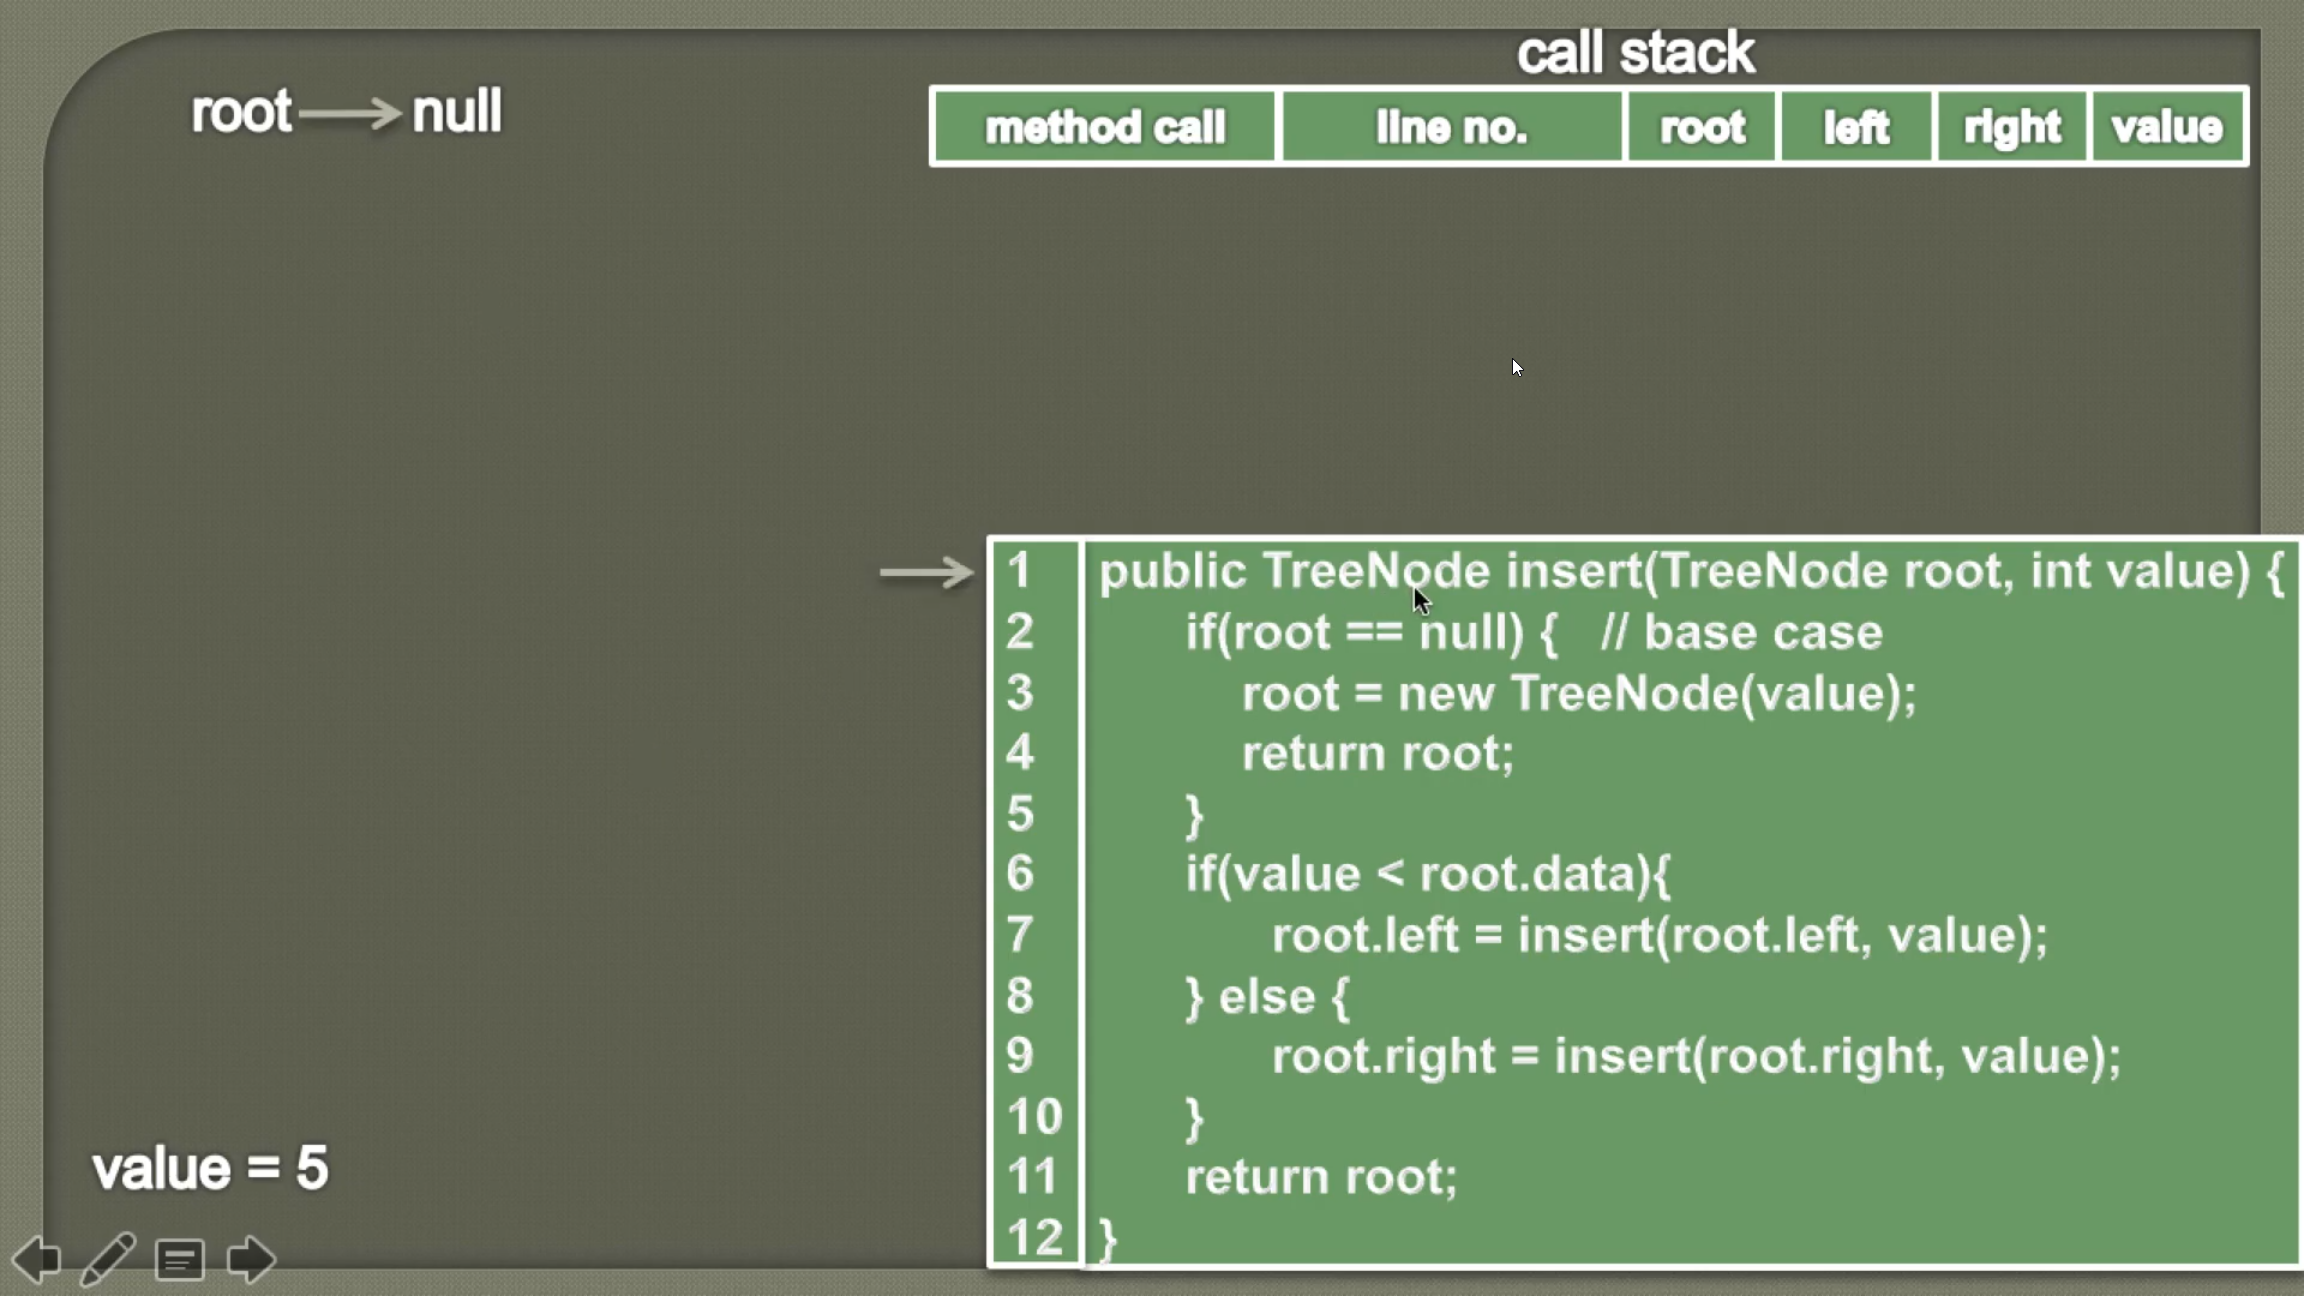 call stack
root null
method call line no. root left right value
1 public TreeNode insert(TreeNode root, int value) {
2 if(root == null) { // base case
3 root = new TreeNode(value);
4 return root;
5 }
6 if(value < root.data){
7 root.left = insert(root.left, value);
8 } else {
9 root.right = insert(root.right, value);
10 }
11 return root;
12 }
value = 5